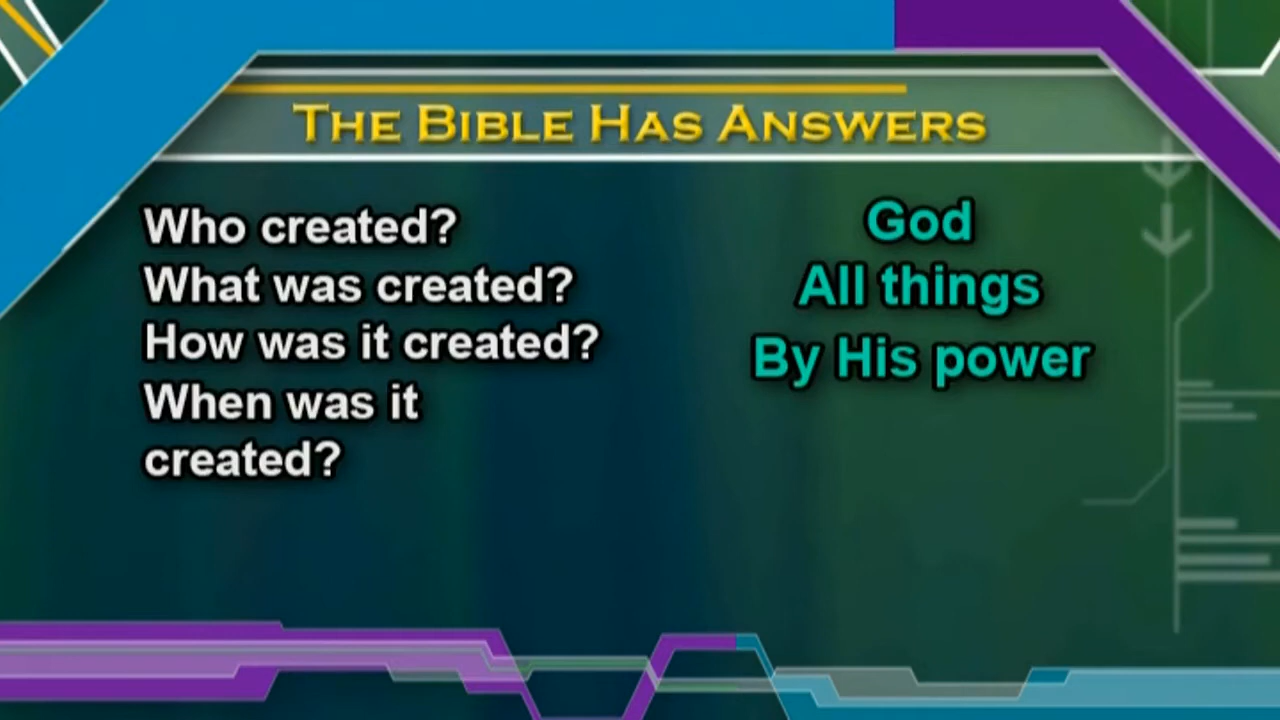 THE BIBLE HAS ANSWERS
Who created?
God
What was created?
All things
How was it created?
By His power
When was it
created?